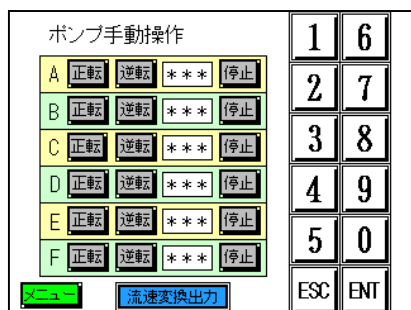 ポンプ手動操作
A 正転 逆転 *** 停止
B 正転 逆転 *** 停止
C 正転 逆転 *** 停止
D 正転 逆転 *** 停止
E 正転 逆転 *** 停止
F 正転 逆転 *** 停止
メニュー 流速変換出力
1 6
2 7
3 8
4 9
5 0
ESC ENT